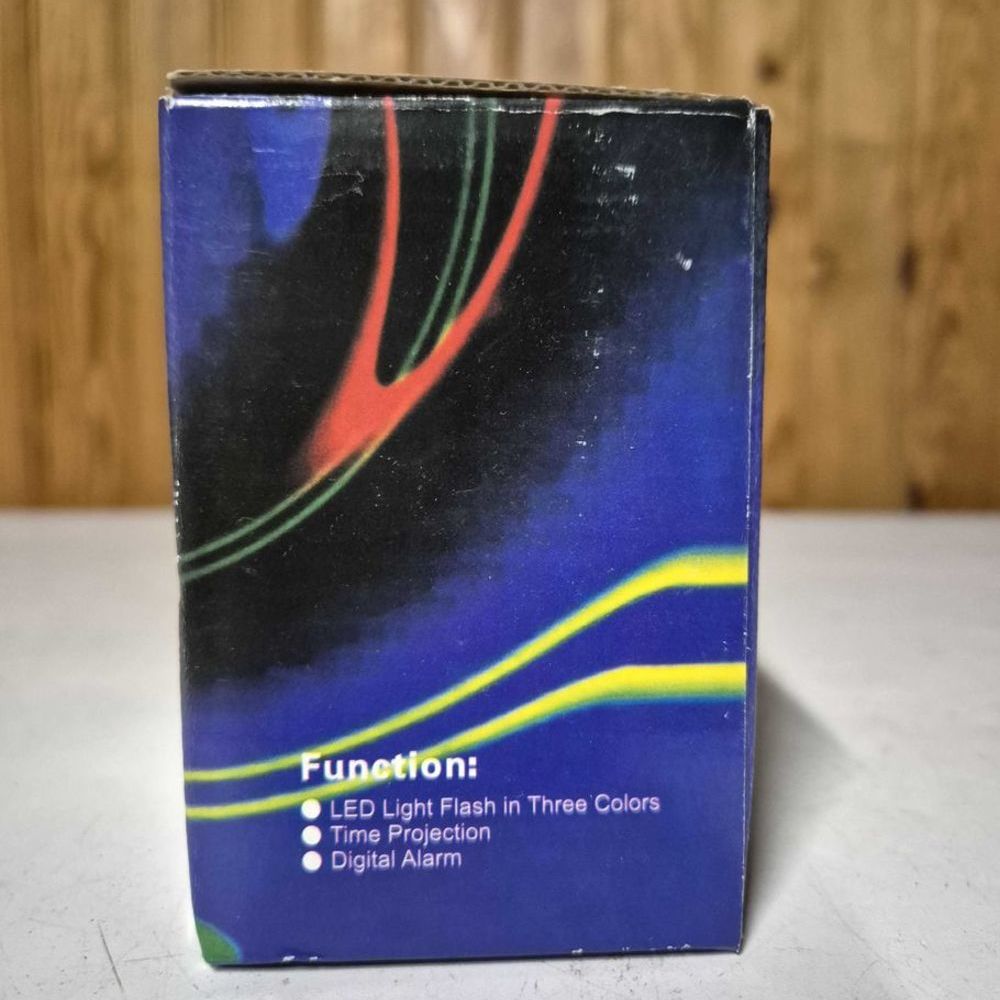 Function:
LED Light Flash in Three Colors
Time Projection
Digital Alarm